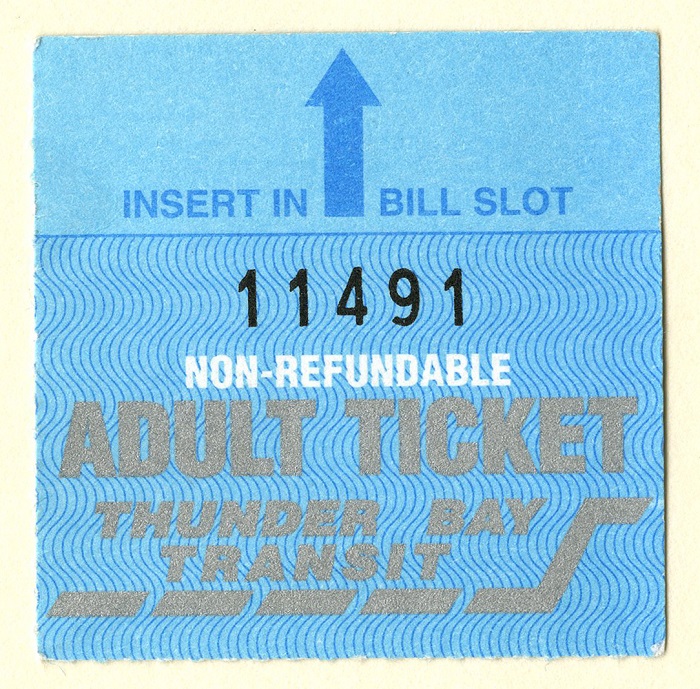 INSERT IN BILL SLOT
11491
NON-REFUNDABLE
ADULT TICKET
THUNDER BAY
TRANSIT